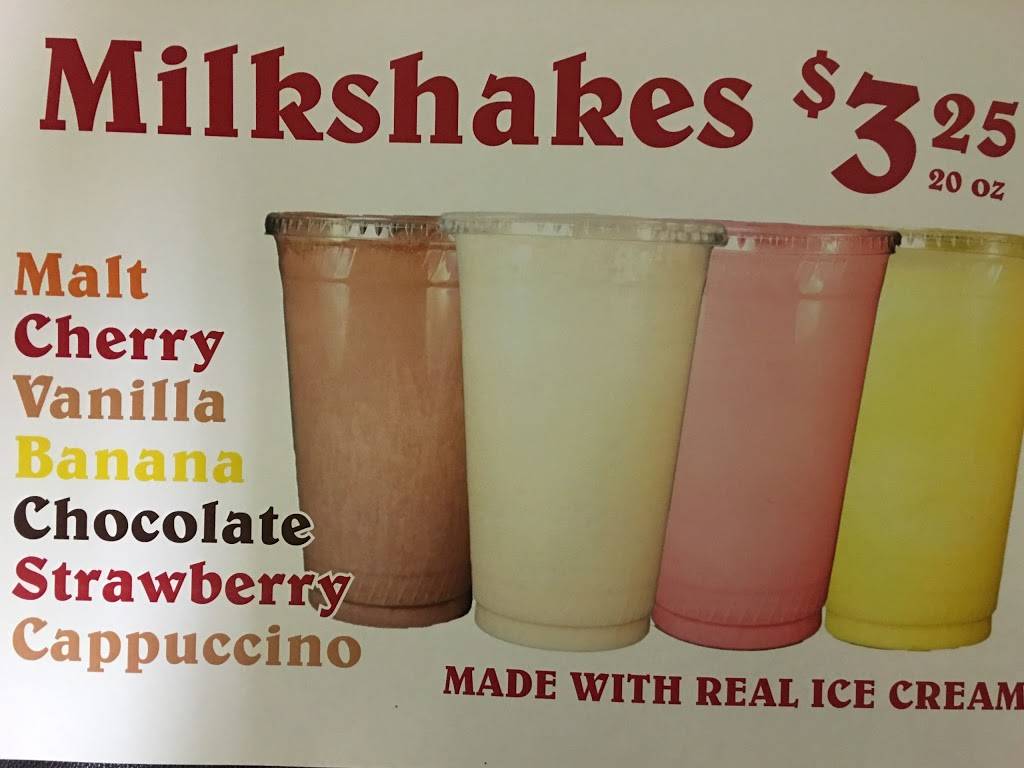 Milkshakes $3 25
20 oz
Malt
Cherry
Vanilla
Banana
Chocolate
Strawberry
Cappuccino
MADE WITH REAL ICE CREAM